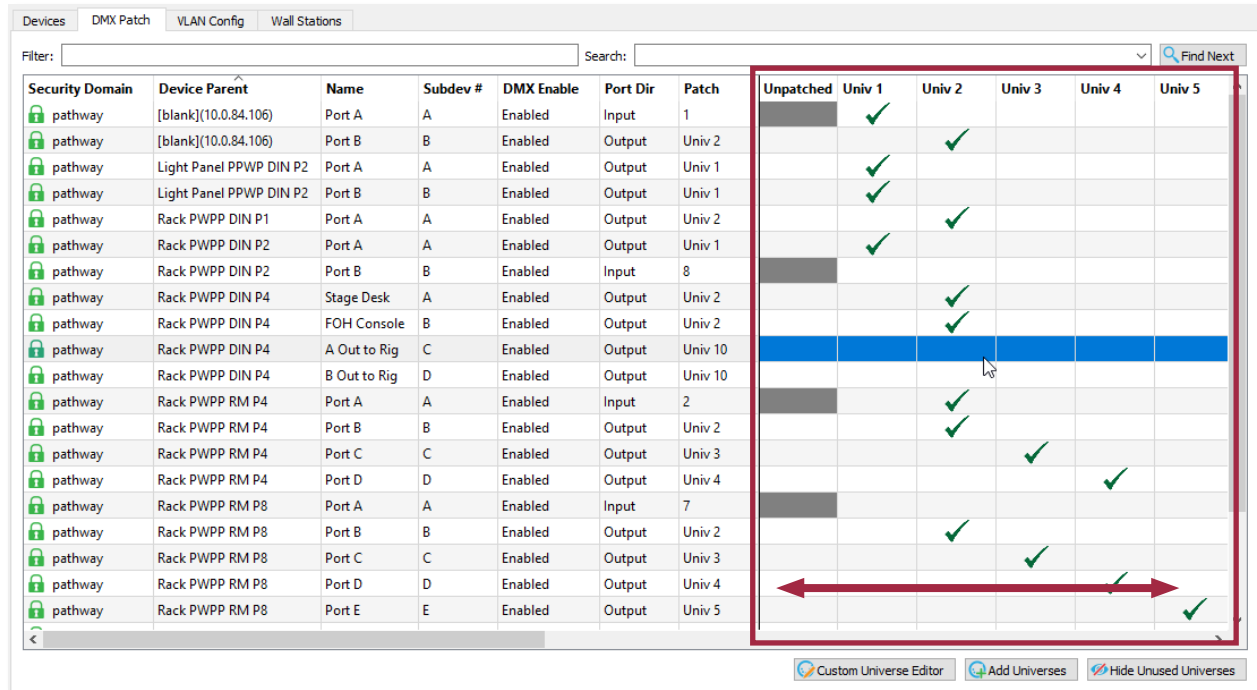 Devices DMX Patch VLAN Config Wall Stations
Filter: Search: Find Next
Security Domain Device Parent Name Subdev # DMX Enable Port Dir Patch Unpatched Univ 1 Univ 2 Univ 3 Univ 4 Univ 5
pathway [blank](10.0.84.106) Port A A Enabled Input 1
pathway [blank](10.0.84.106) Port B B Enabled Output Univ 2
pathway Light Panel PPWP DIN P2 Port A A Enabled Output Univ 1
pathway Light Panel PPWP DIN P2 Port B B Enabled Output Univ 1
pathway Rack PWPP DIN P1 Port A A Enabled Output Univ 2
pathway Rack PWPP DIN P2 Port A A Enabled Output Univ 1
pathway Rack PWPP DIN P2 Port B B Enabled Input 8
pathway Rack PWPP DIN P4 Stage Desk A Enabled Output Univ 2
pathway Rack PWPP DIN P4 FOH Console B Enabled Output Univ 2
pathway Rack PWPP DIN P4 A Out to Rig C Enabled Output Univ 10
pathway Rack PWPP DIN P4 B Out to Rig D Enabled Output Univ 10
pathway Rack PWPP RM P4 Port A A Enabled Input 2
pathway Rack PWPP RM P4 Port B B Enabled Output Univ 2
pathway Rack PWPP RM P4 Port C C Enabled Output Univ 3
pathway Rack PWPP RM P4 Port D D Enabled Output Univ 4
pathway Rack PWPP RM P8 Port A A Enabled Input 7
pathway Rack PWPP RM P8 Port B B Enabled Output Univ 2
pathway Rack PWPP RM P8 Port C C Enabled Output Univ 3
pathway Rack PWPP RM P8 Port D D Enabled Output Univ 4
pathway Rack PWPP RM P8 Port E E Enabled Output Univ 5
Custom Universe Editor Add Universes Hide Unused Universes